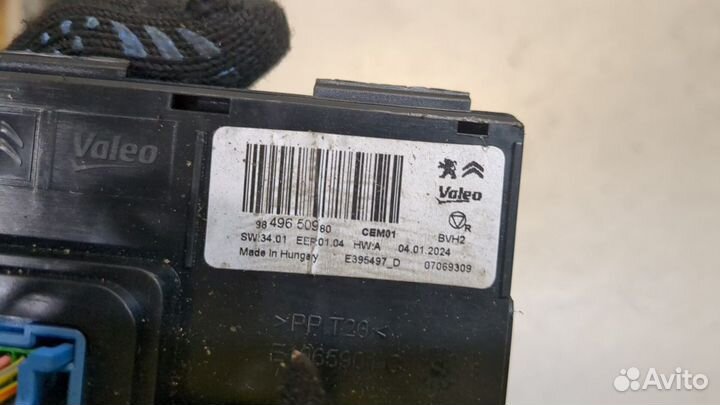 Valeo
Valeo
98 496 509 80 CEM01
R
BVH2
SW:34.01 EEP:01.04 HW:A 04.01.2024
Made in Hungary E395497_D 07069309
>PP T20<
Avito